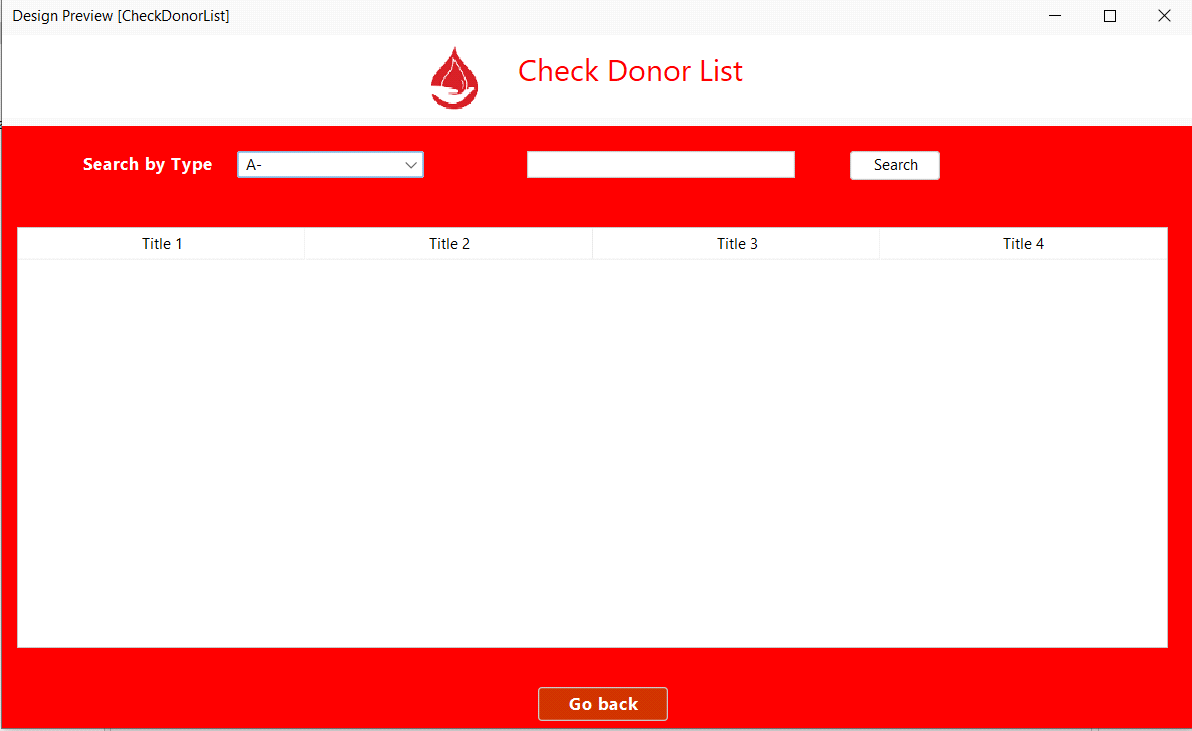 Design Preview [CheckDonorList]
Check Donor List
Search by Type A- Search
Title 1 Title 2 Title 3 Title 4
Go back